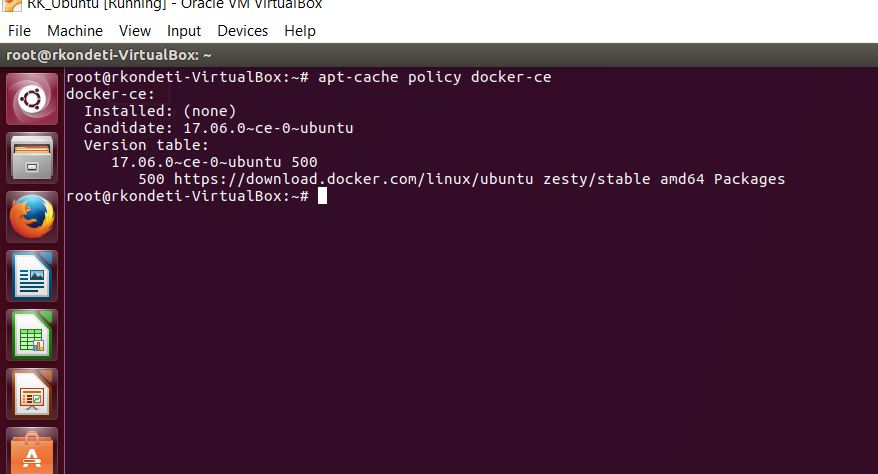 RK_Ubuntu [Running] - Oracle VM VirtualBox
File Machine View Input Devices Help
root@rkondeti-VirtualBox: ~
root@rkondeti-VirtualBox:~# apt-cache policy docker-ce
docker-ce:
  Installed: (none)
  Candidate: 17.06.0~ce-0~ubuntu
  Version table:
     17.06.0~ce-0~ubuntu 500
        500 https://download.docker.com/linux/ubuntu zesty/stable amd64 Packages
root@rkondeti-VirtualBox:~#